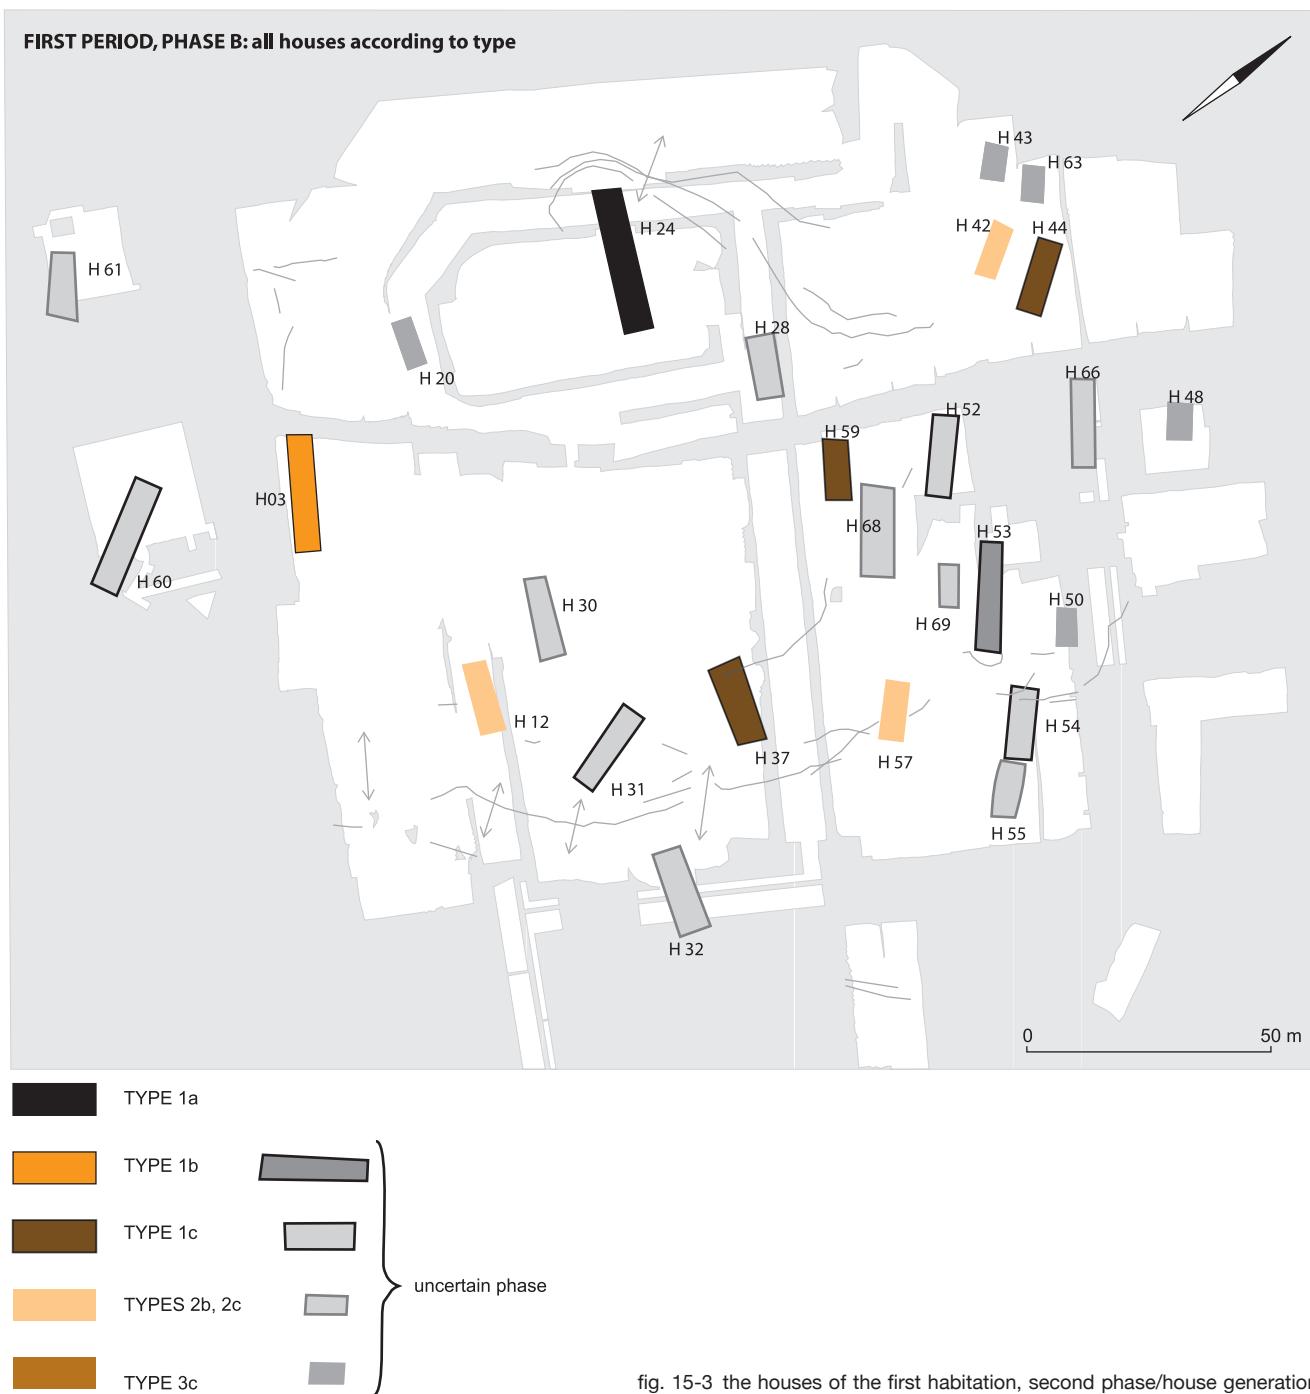 FIRST PERIOD, PHASE B: all houses according to type
H 43
H 63
H 42
H 44
H 24
H 61
H 28
H 20
H 66
H 48
H 52
H 59
H03
H 68
H 53
H 60
H 30
H 69
H 50
H 12
H 54
H 37
H 57
H 31
H 55
H 32
0 50 m
TYPE 1a
TYPE 1b
TYPE 1c
uncertain phase
TYPES 2b, 2c
TYPE 3c
fig. 15-3 the houses of the first habitation, second phase/house generation